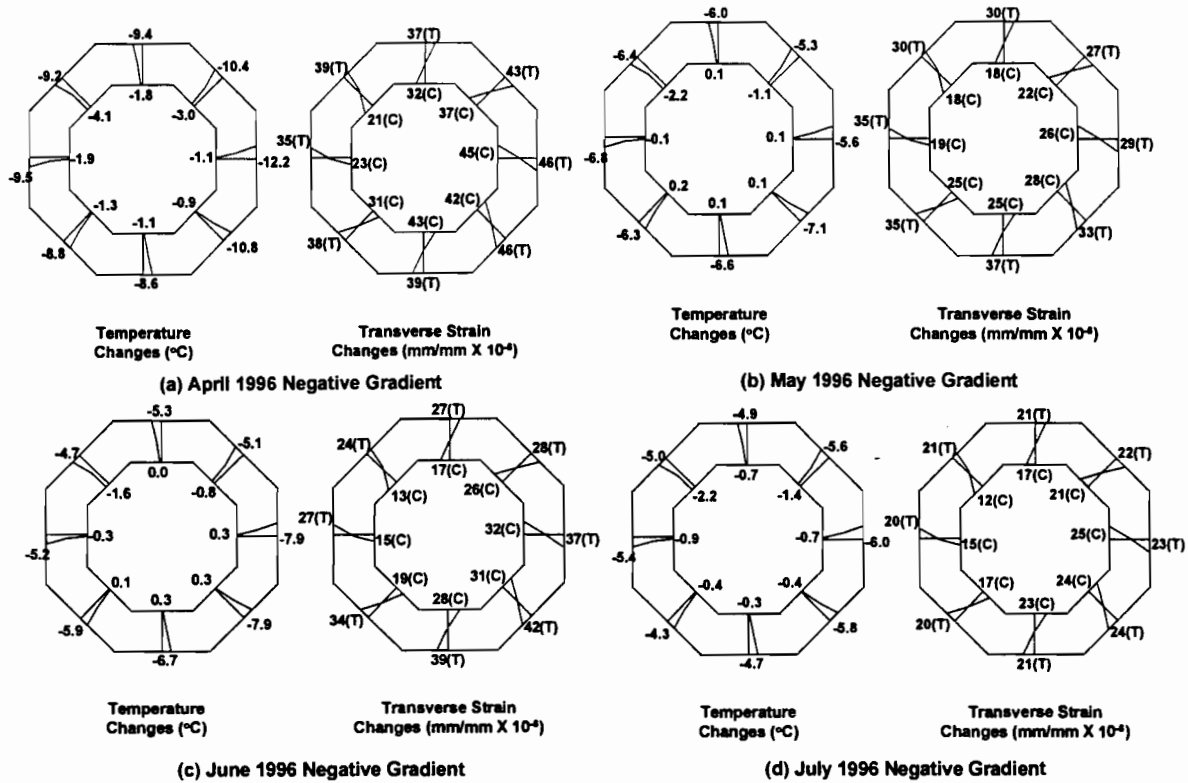 -9.4
-9.2
-10.4
-1.8
-4.1
-3.0
-1.9
-1.1
-9.5
-12.2
-1.3
-0.9
-1.1
-8.8
-10.8
-8.6
Temperature
Changes (ºC)
37(T)
39(T)
43(T)
32(C)
21(C)
37(C)
35(T)
23(C)
45(C)
46(T)
31(C)
42(C)
43(C)
38(T)
46(T)
39(T)
Transverse Strain
Changes (mm/mm X 10⁻⁶)
(a) April 1996 Negative Gradient
-6.0
-6.4
-5.3
0.1
-2.2
-1.1
-0.1
0.1
-6.8
-5.6
0.2
0.1
0.1
-6.3
-7.1
-6.6
Temperature
Changes (ºC)
30(T)
30(T)
27(T)
18(C)
18(C)
22(C)
35(T)
19(C)
26(C)
29(T)
25(C)
28(C)
25(C)
35(T)
33(T)
37(T)
Transverse Strain
Changes (mm/mm X 10⁻⁶)
(b) May 1996 Negative Gradient
-5.3
-4.7
-5.1
0.0
-1.6
-0.8
-0.3
0.3
-5.2
-7.9
0.1
0.3
0.3
-5.9
-7.9
-6.7
Temperature
Changes (ºC)
27(T)
24(T)
28(T)
17(C)
13(C)
26(C)
27(T)
15(C)
32(C)
37(T)
19(C)
31(C)
28(C)
34(T)
42(T)
39(T)
Transverse Strain
Changes (mm/mm X 10⁻⁶)
(c) June 1996 Negative Gradient
-4.9
-5.0
-5.6
-0.7
-2.2
-1.4
-0.9
-0.7
-5.4
-6.0
-0.4
-0.4
-0.3
-4.3
-5.8
-4.7
Temperature
Changes (ºC)
21(T)
21(T)
22(T)
17(C)
12(C)
21(C)
20(T)
15(C)
25(C)
23(T)
17(C)
24(C)
23(C)
20(T)
24(T)
21(T)
Transverse Strain
Changes (mm/mm X 10⁻⁶)
(d) July 1996 Negative Gradient